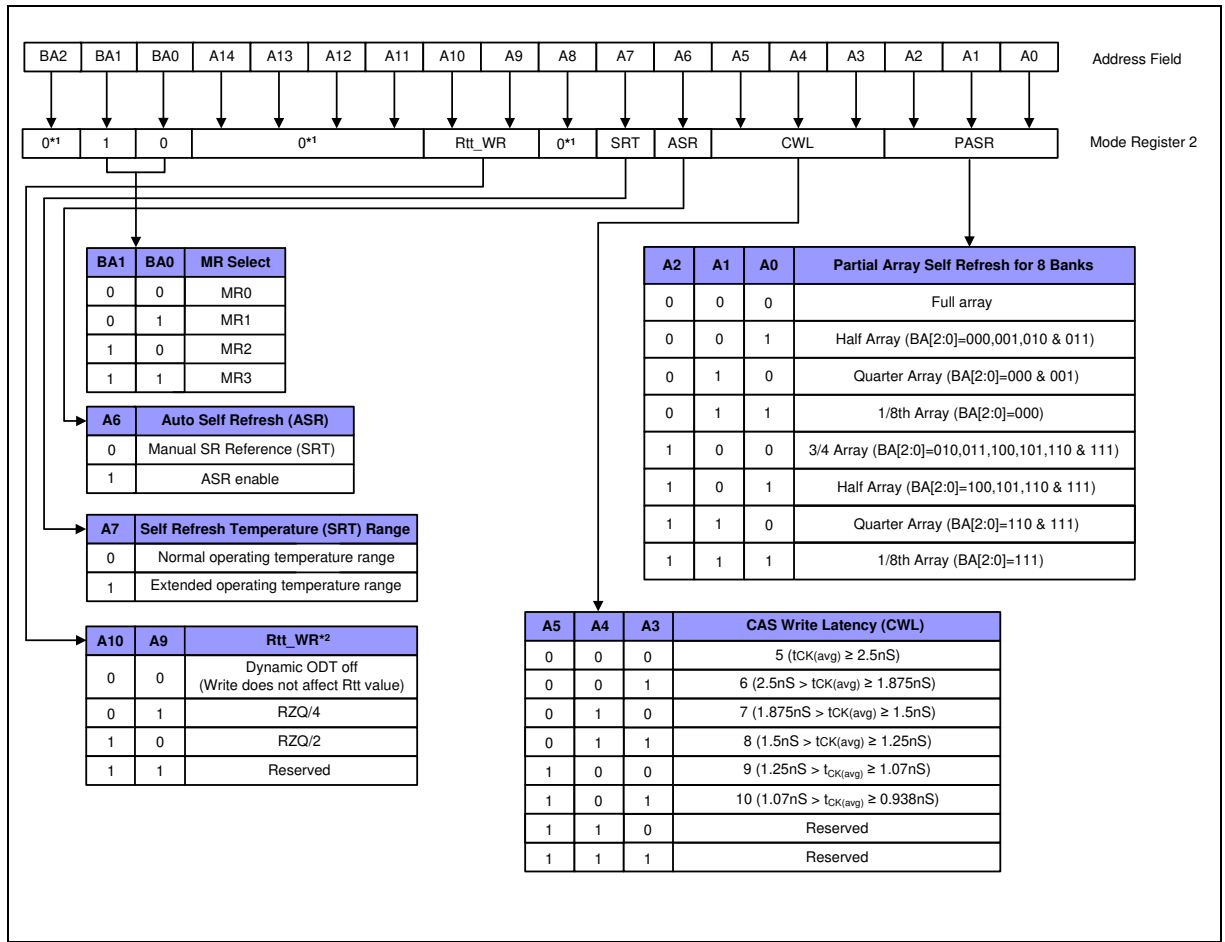 BA2 BA1 BA0 A14 A13 A12 A11 A10 A9 A8 A7 A6 A5 A4 A3 A2 A1 A0 Address Field
0*1 1 0 0*1 Rtt_WR 0*1 SRT ASR CWL PASR Mode Register 2
BA1 BA0 MR Select
0 0 MR0
0 1 MR1
1 0 MR2
1 1 MR3
A6 Auto Self Refresh (ASR)
0 Manual SR Reference (SRT)
1 ASR enable
A7 Self Refresh Temperature (SRT) Range
0 Normal operating temperature range
1 Extended operating temperature range
A10 A9 Rtt_WR*2
0 0 Dynamic ODT off
(Write does not affect Rtt value)
0 1 RZQ/4
1 0 RZQ/2
1 1 Reserved
A2 A1 A0 Partial Array Self Refresh for 8 Banks
0 0 0 Full array
0 0 1 Half Array (BA[2:0]=000,001,010 & 011)
0 1 0 Quarter Array (BA[2:0]=000 & 001)
0 1 1 1/8th Array (BA[2:0]=000)
1 0 0 3/4 Array (BA[2:0]=010,011,100,101,110 & 111)
1 0 1 Half Array (BA[2:0]=100,101,110 & 111)
1 1 0 Quarter Array (BA[2:0]=110 & 111)
1 1 1 1/8th Array (BA[2:0]=111)
A5 A4 A3 CAS Write Latency (CWL)
0 0 0 5 (tCK(avg) ≥ 2.5nS)
0 0 1 6 (2.5nS > tCK(avg) ≥ 1.875nS)
0 1 0 7 (1.875nS > tCK(avg) ≥ 1.5nS)
0 1 1 8 (1.5nS > tCK(avg) ≥ 1.25nS)
1 0 0 9 (1.25nS > tCK(avg) ≥ 1.07nS)
1 0 1 10 (1.07nS > tCK(avg) ≥ 0.938nS)
1 1 0 Reserved
1 1 1 Reserved